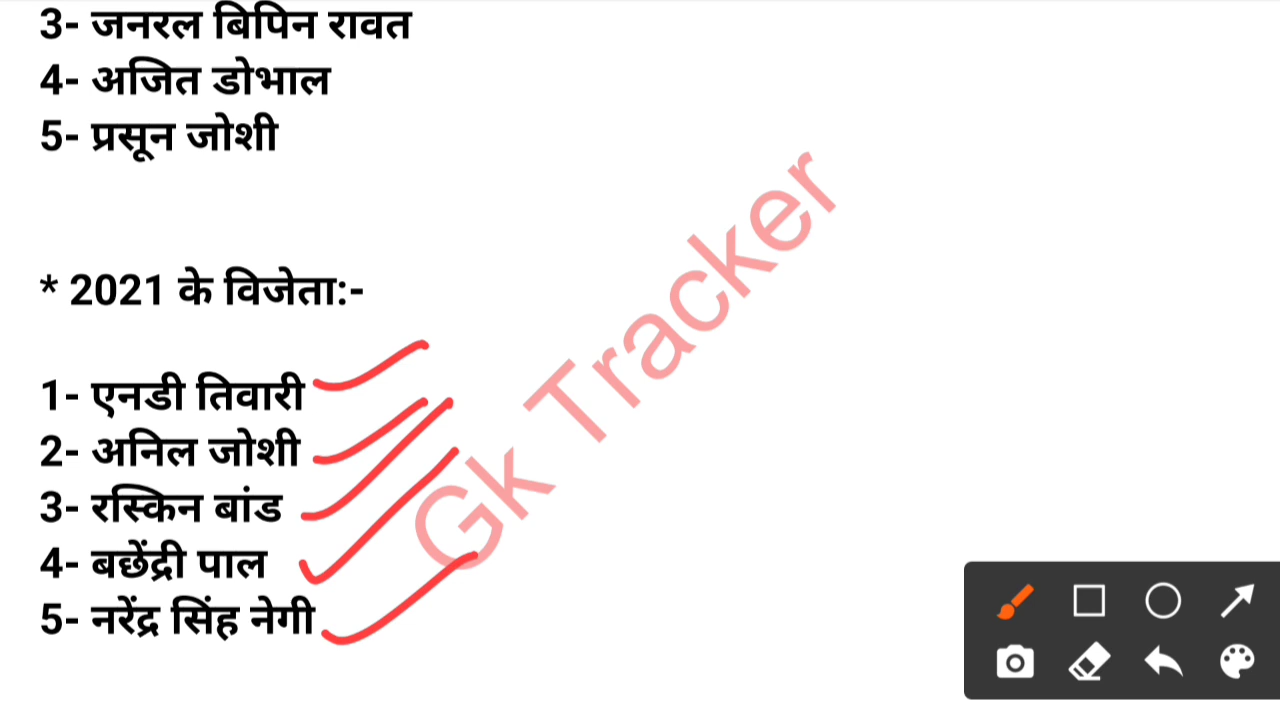 3- जनरल बिपिन रावत
4- अजित डोभाल
5- प्रसून जोशी
* 2021 के विजेता:-
1- एनडी तिवारी
2- अनिल जोशी
3- रस्किन बांड
4- बछेंद्री पाल
5- नरेंद्र सिंह नेगी
Gk Tracker